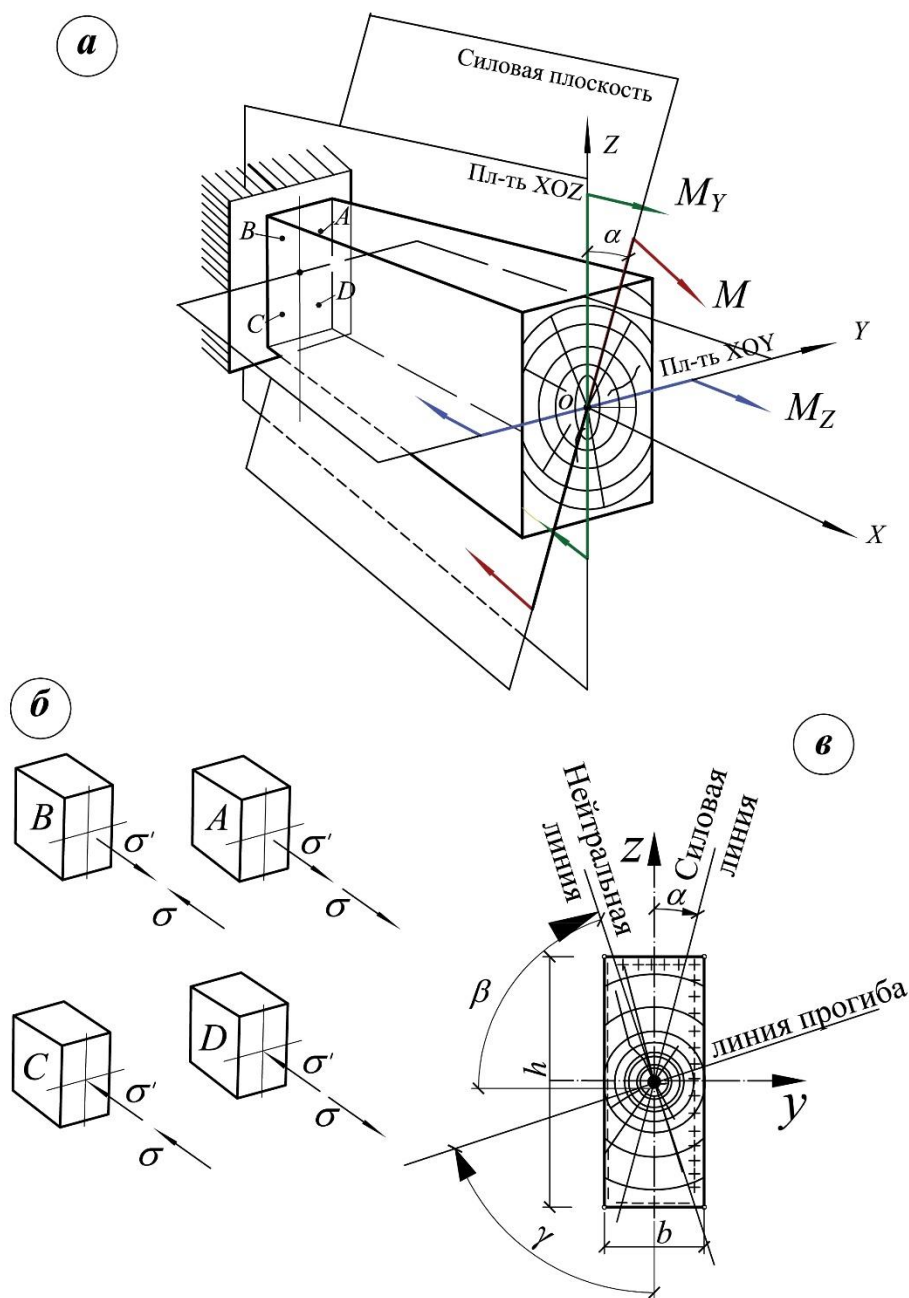 а
Силовая плоскость
Z
Пл-ть XOZ
M_Y
A
B
α
M
D
C
Y
Пл-ть XOY
o
M_Z
X
б
в
B
σ'
σ
A
σ'
σ
C
σ'
σ
D
σ'
σ
Нейтральная
линия
z
Силовая
линия
α
β
h
линия прогиба
y
b
γ